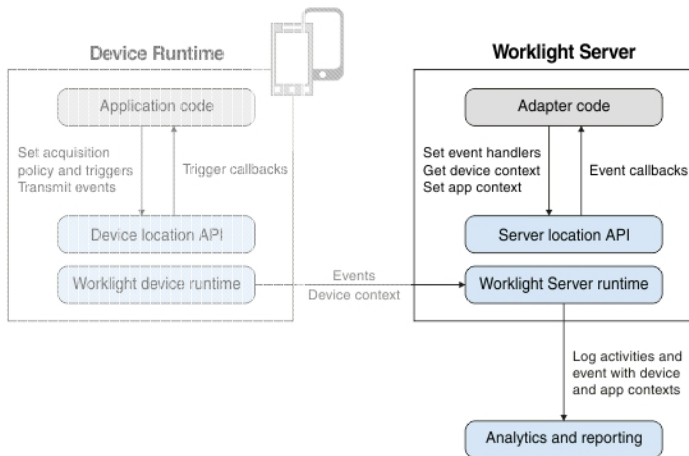 Device Runtime
Application code
Set acquisition
policy and triggers
Transmit events
Trigger callbacks
Device location API
Worklight device runtime
Events
Device context
Worklight Server
Adapter code
Set event handlers
Get device context
Set app context
Event callbacks
Server location API
Worklight Server runtime
Log activities and
event with device
and app contexts
Analytics and reporting